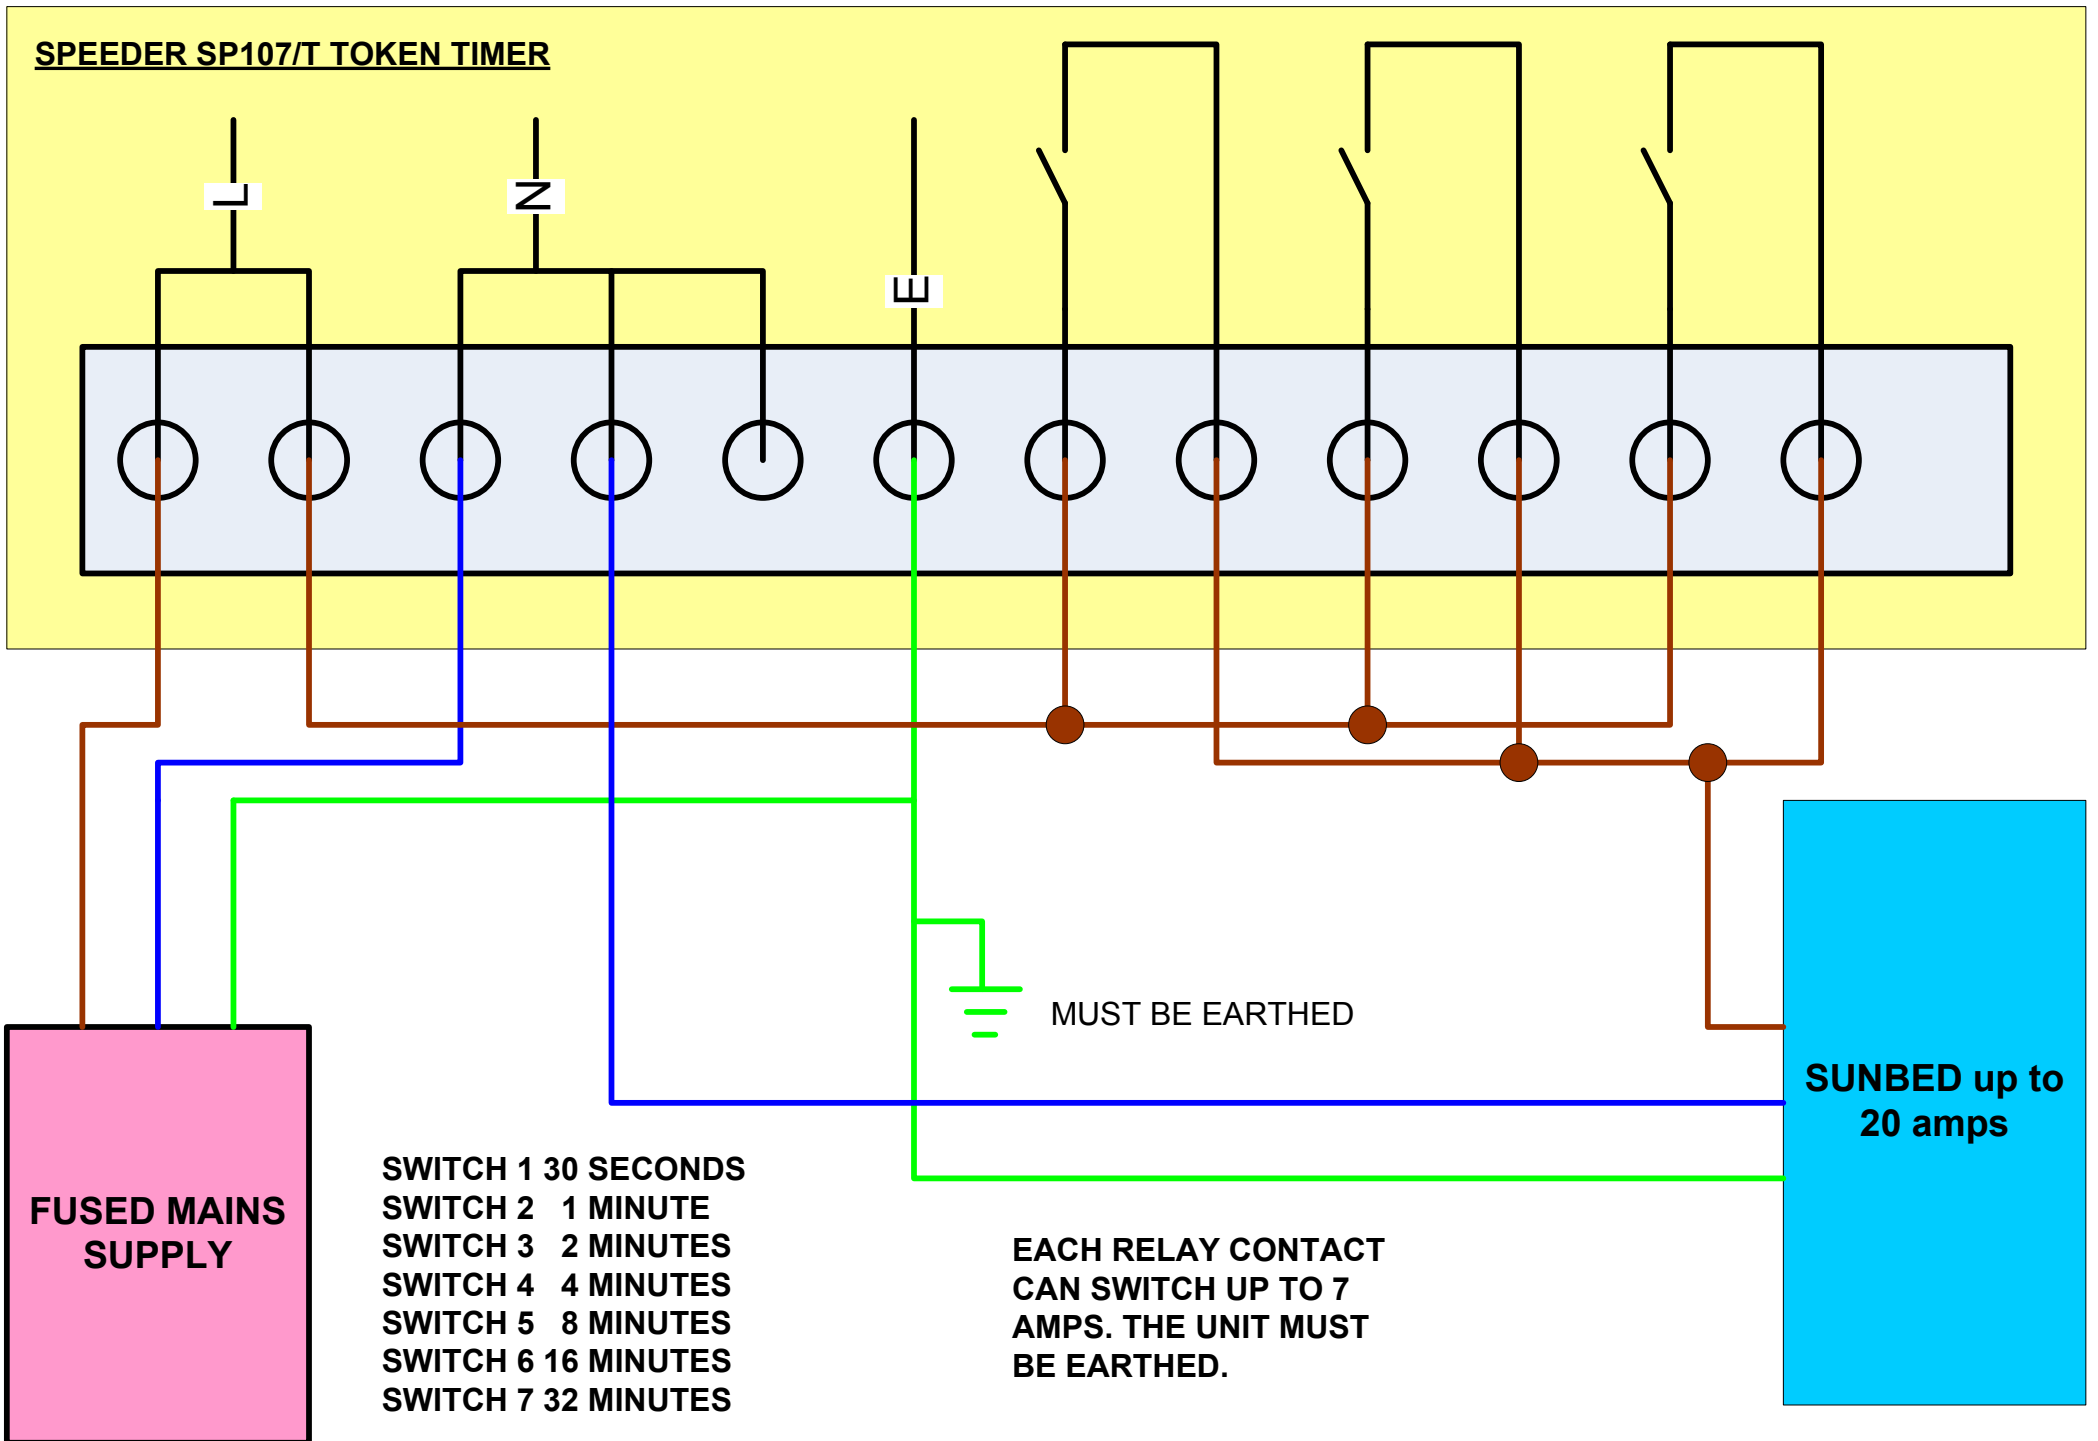 SPEEDER SP107/T TOKEN TIMER
L
N
E
MUST BE EARTHED
SUNBED up to
20 amps
FUSED MAINS
SUPPLY
SWITCH 1 30 SECONDS
SWITCH 2 1 MINUTE
SWITCH 3 2 MINUTES
SWITCH 4 4 MINUTES
SWITCH 5 8 MINUTES
SWITCH 6 16 MINUTES
SWITCH 7 32 MINUTES
EACH RELAY CONTACT
CAN SWITCH UP TO 7
AMPS. THE UNIT MUST
BE EARTHED.